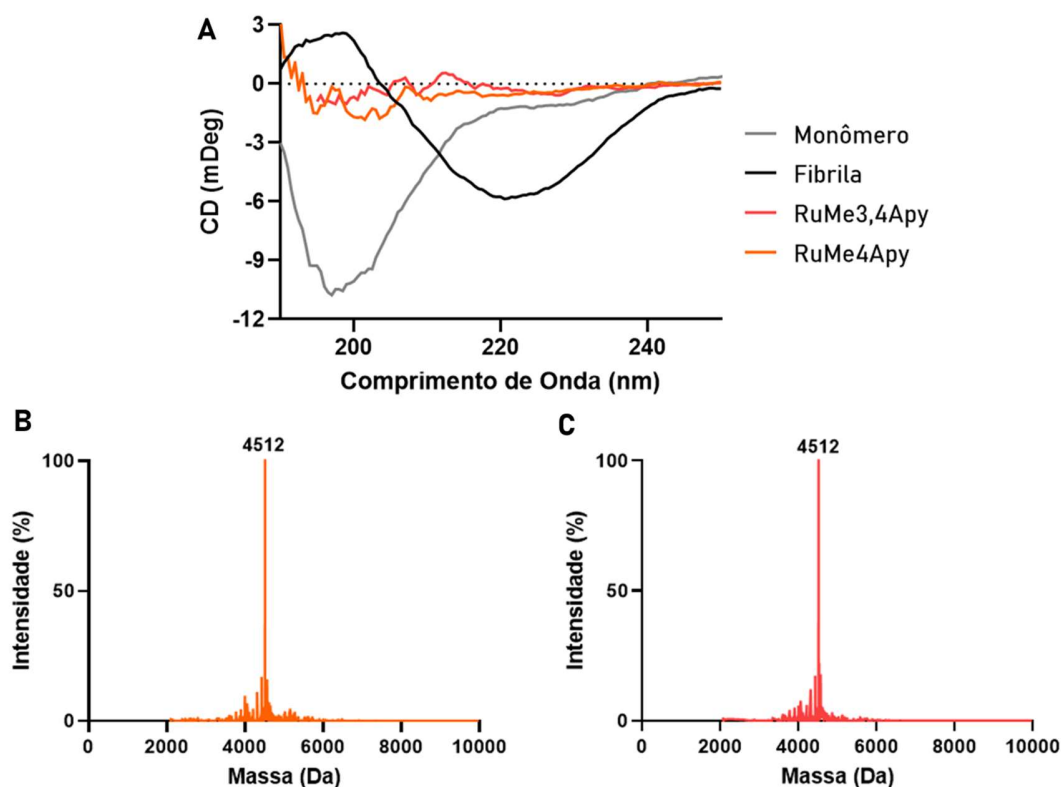 A
3
0
-3
-6
-9
-12
CD (mDeg)
200
220
240
Comprimento de Onda (nm)
Monômero
Fibrila
RuMe3,4Apy
RuMe4Apy
B
4512
100
50
0
Intensidade (%)
0
2000
4000
6000
8000
10000
Massa (Da)
C
4512
100
50
0
Intensidade (%)
0
2000
4000
6000
8000
10000
Massa (Da)